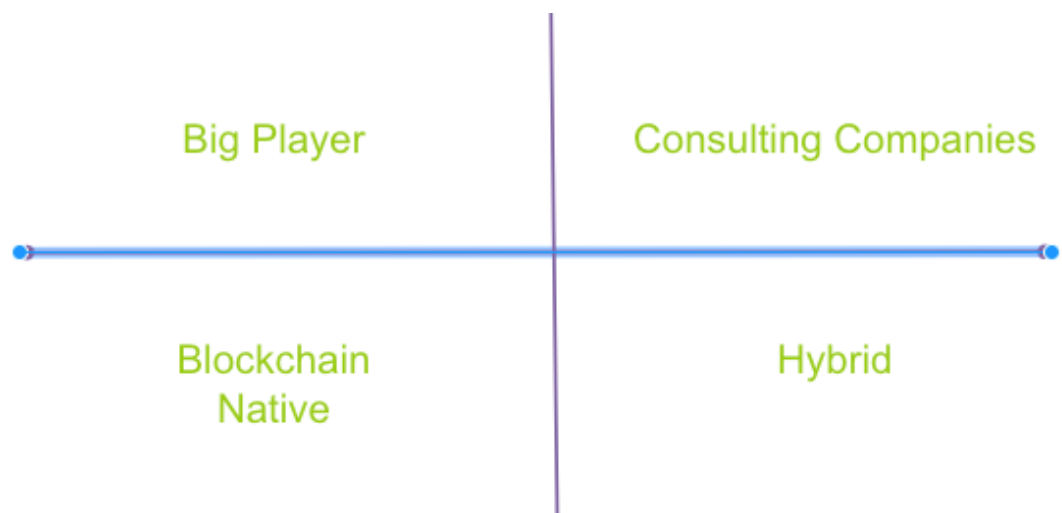 Big Player
Consulting Companies
Blockchain
Native
Hybrid